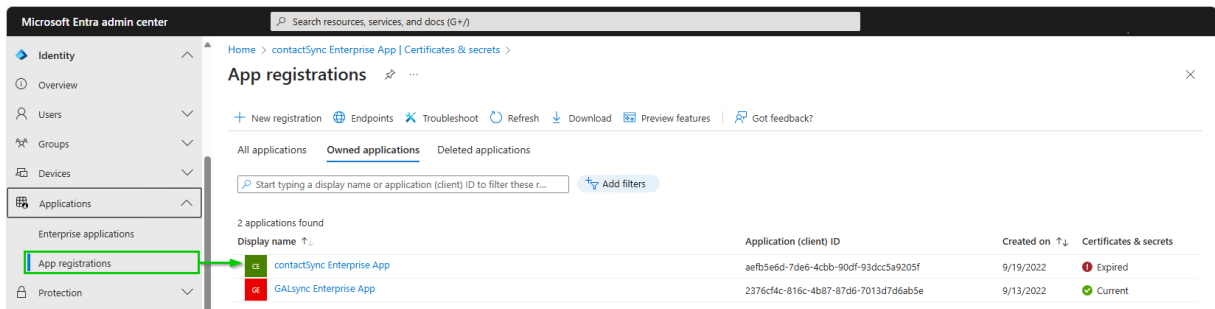 Microsoft Entra admin center
Search resources, services, and docs (G+/)
Identity
Overview
Users
Groups
Devices
Applications
Enterprise applications
App registrations
Protection
Home > contactSync Enterprise App | Certificates & secrets >
App registrations ...
New registration Endpoints Troubleshoot Refresh Download Preview features Got feedback?
All applications Owned applications Deleted applications
Start typing a display name or application (client) ID to filter these r... Add filters
2 applications found
Display name ↑↓ Application (client) ID Created on ↑↓ Certificates & secrets
CE contactSync Enterprise App aefb5e6d-7de6-4cbb-90df-93dcc5a9205f 9/19/2022 Expired
GE GALsync Enterprise App 2376cf4c-816c-4b87-87d6-7013d7d6ab5e 9/13/2022 Current